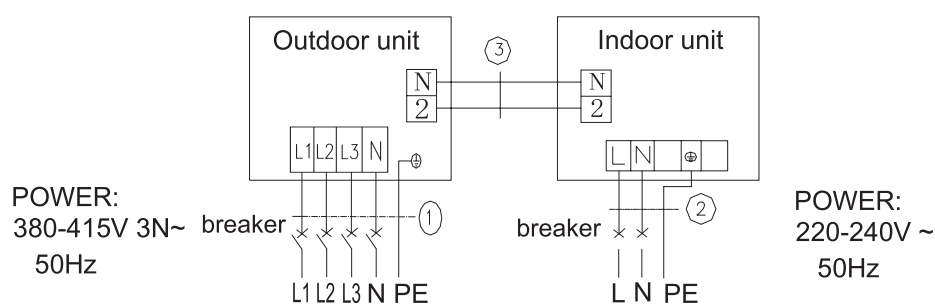 Outdoor unit
Indoor unit
3
N
2
N
2
L1 L2 L3 N
L N
POWER:
380-415V 3N~
50Hz
breaker
1
breaker
2
POWER:
220-240V ~
50Hz
L1 L2 L3 N PE
L N PE